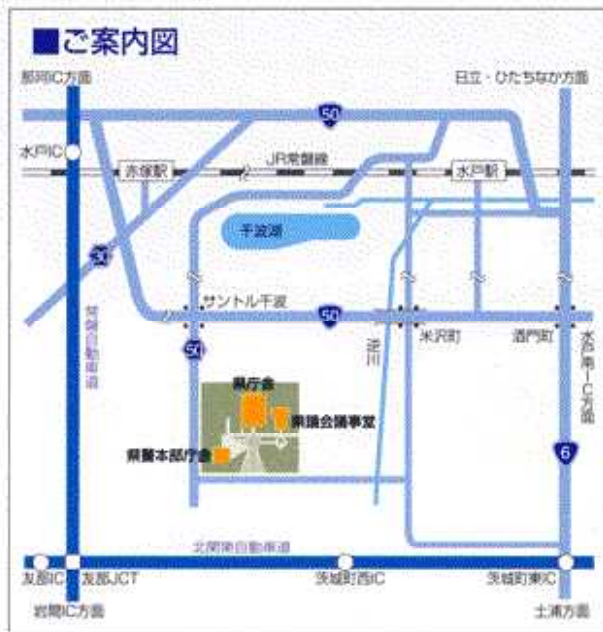 ■ご案内図
那珂IC方面
日立・ひたちなか方面
50
水戸IC
JR常磐線
赤塚駅
水戸駅
千波湖
30
サントル千波
50
50
米沢町
酒門町
逆川
常磐自動車道
水戸南IC方面
県庁舎
県議会議事堂
県警本部庁舎
6
北関東自動車道
友部IC
友部JCT
茨城町西IC
茨城町東IC
岩間IC方面
土浦方面